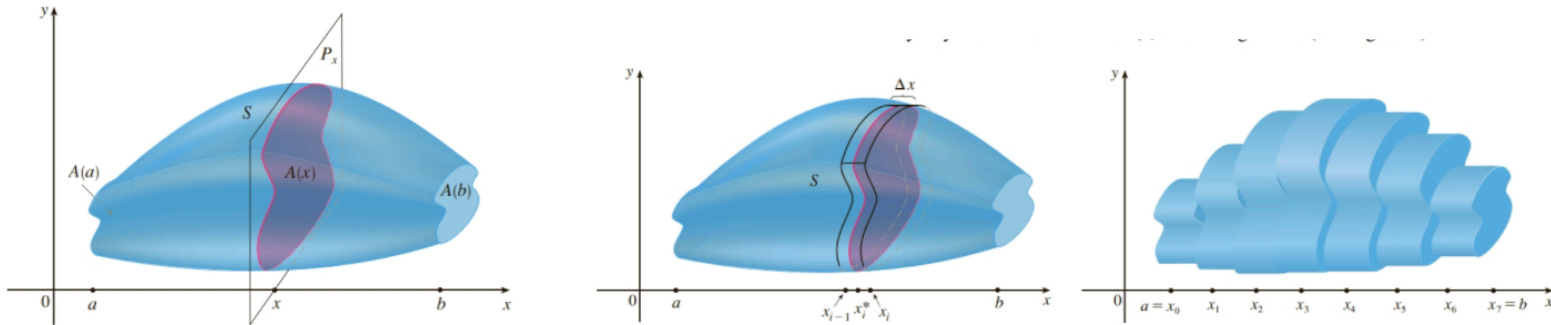 y
P_x
S
A(a)
A(x)
A(b)
0
a
x
b
x
y
Δx
S
0
a
x_{i-1} x_i^* x_i
b
x
y
0
a = x_0
x_1
x_2
x_3
x_4
x_5
x_6
x_7 = b